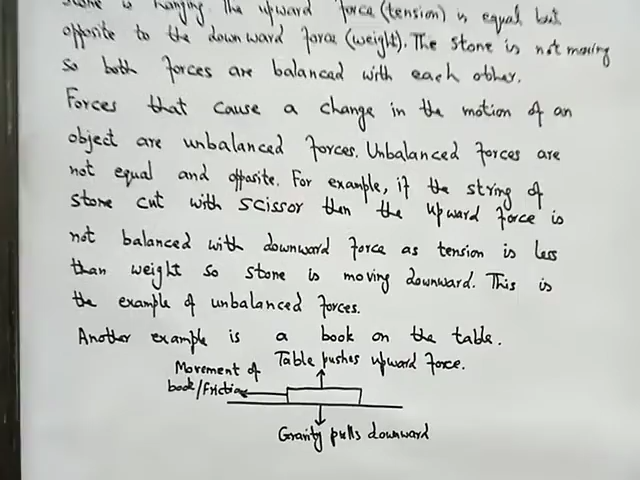 stone is hanging. The upward force (tension) is equal but
opposite to the downward force (weight). The stone is not moving
so both forces are balanced with each other.
Forces that cause a change in the motion of an
object are unbalanced forces. Unbalanced forces are
not equal and opposite. For example, if the string of
stone cut with scissor then the upward force is
not balanced with downward force as tension is less
than weight so stone is moving downward. This is
the example of unbalanced forces.
Another example is a book on the table.
Table pushes upward force.
Movement of
book/friction
Gravity pulls downward